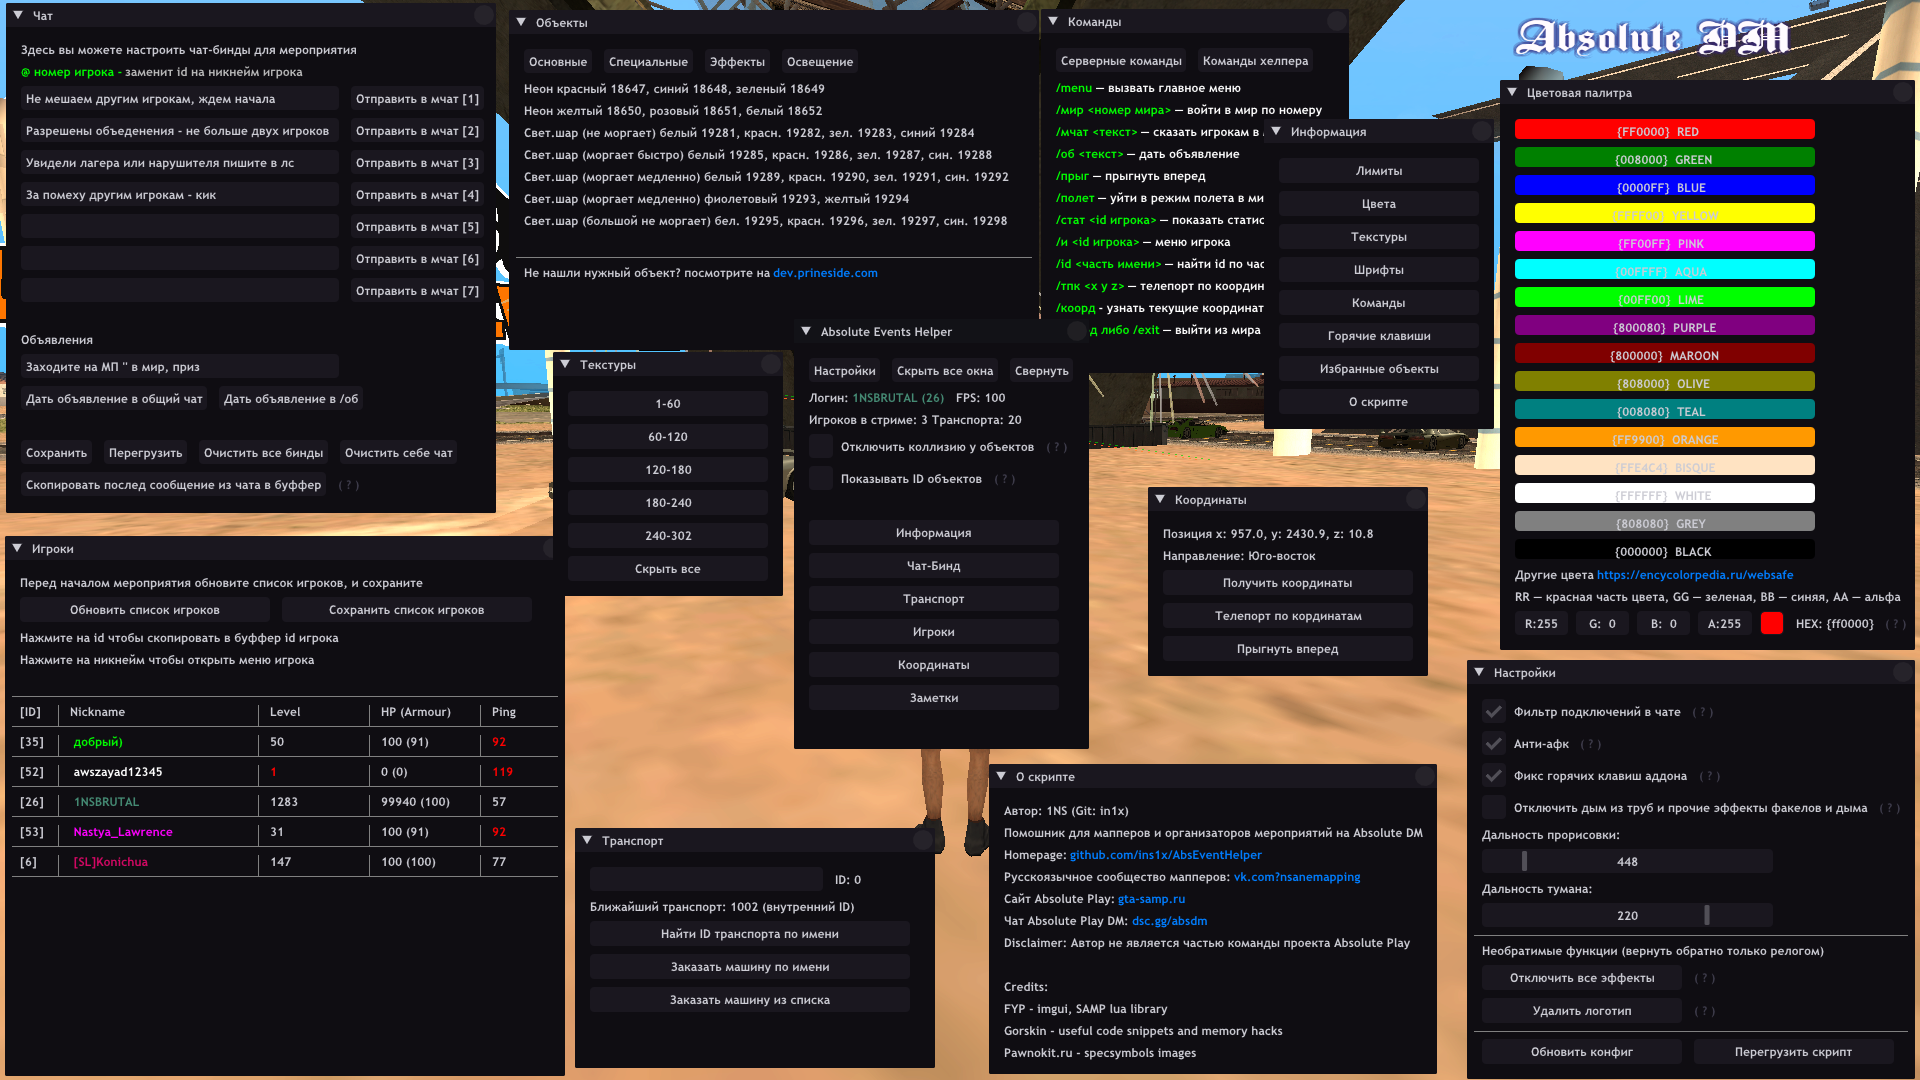 Чат
Здесь вы можете настроить чат-бинды для мероприятия
@ номер игрока - заменит id на никнейм игрока
Не мешаем другим игрокам, ждем начала
Отправить в мчат [1]
Разрешены объеденения - не больше двух игроков
Отправить в мчат [2]
Увидели лагера или нарушителя пишите в лс
Отправить в мчат [3]
За помеху другим игрокам - кик
Отправить в мчат [4]
Отправить в мчат [5]
Отправить в мчат [6]
Отправить в мчат [7]
Объявления
Заходите на МП " в мир, приз
Дать объявление в общий чат
Дать объявление в /об
Сохранить
Перегрузить
Очистить все бинды
Очистить себе чат
Скопировать послед сообщение из чата в буффер
( ? )
Объекты
Основные
Специальные
Эффекты
Освещение
Неон красный 18647, синий 18648, зеленый 18649
Неон желтый 18650, розовый 18651, белый 18652
Свет.шар (не моргает) белый 19281, красн. 19282, зел. 19283, синий 19284
Свет.шар (моргает быстро) белый 19285, красн. 19286, зел. 19287, син. 19288
Свет.шар (моргает медленно) белый 19289, красн. 19290, зел. 19291, син. 19292
Свет.шар (моргает медленно) фиолетовый 19293, желтый 19294
Свет.шар (большой не моргает) бел. 19295, красн. 19296, зел. 19297, син. 19298
Не нашли нужный объект? посмотрите на dev.prineside.com
Команды
Серверные команды
Команды хелпера
/menu — вызвать главное меню
/мир <номер мира> — войти в мир по номеру
/мчат <текст> — сказать игрокам в
/об <текст> — дать объявление
/прыг — прыгнуть вперед
/полет — уйти в режим полета в ми
/стат <id игрока> — показать статис
/и <id игрока> — меню игрока
/id <часть имени> — найти id по час
/тпк <x y z> — телепорт по координ
/коорд - узнать текущие координат
д либо /exit — выйти из мира
Информация
Лимиты
Цвета
Текстуры
Шрифты
Команды
Горячие клавиши
Избранные объекты
О скрипте
Absolute DM
Цветовая палитра
{FF0000} RED
{008000} GREEN
{0000FF} BLUE
{FFFF00} YELLOW
{FF00FF} PINK
{00FFFF} AQUA
{00FF00} LIME
{800080} PURPLE
{800000} MAROON
{808000} OLIVE
{008080} TEAL
{FF9900} ORANGE
{FFE4C4} BISQUE
{FFFFFF} WHITE
{808080} GREY
{000000} BLACK
Другие цвета https://encycolorpedia.ru/websafe
RR — красная часть цвета, GG — зеленая, BB — синяя, AA — альфа
R:255
G: 0
B: 0
A:255
HEX: {ff0000}
( ? )
Текстуры
1-60
60-120
120-180
180-240
240-302
Скрыть все
Absolute Events Helper
Настройки
Скрыть все окна
Свернуть
Логин: 1NSBRUTAL (26) FPS: 100
Игроков в стриме: 3 Транспорта: 20
Отключить коллизию у объектов
( ? )
Показывать ID объектов
( ? )
Информация
Чат-Бинд
Транспорт
Игроки
Координаты
Заметки
Координаты
Позиция x: 957.0, y: 2430.9, z: 10.8
Направление: Юго-восток
Получить координаты
Телепорт по кординатам
Прыгнуть вперед
Игроки
Перед началом мероприятия обновите список игроков, и сохраните
Обновить список игроков
Сохранить список игроков
Нажмите на id чтобы скопировать в буффер id игрока
Нажмите на никнейм чтобы открыть меню игрока
[ID] Nickname Level HP (Armour) Ping
[35] добрый) 50 100 (91) 92
[52] awszayad12345 1 0 (0) 119
[26] 1NSBRUTAL 1283 99940 (100) 57
[53] Nastya_Lawrence 31 100 (91) 92
[6] [SL]Konichua 147 100 (100) 77
Транспорт
ID: 0
Ближайший транспорт: 1002 (внутренний ID)
Найти ID транспорта по имени
Заказать машину по имени
Заказать машину из списка
О скрипте
Автор: 1NS (Git: in1x)
Помошник для мапперов и организаторов мероприятий на Absolute DM
Homepage: github.com/ins1x/AbsEventHelper
Русскоязычное сообщество мапперов: vk.com?nsanemapping
Сайт Absolute Play: gta-samp.ru
Чат Absolute Play DM: dsc.gg/absdm
Disclaimer: Автор не является частью команды проекта Absolute Play
Credits:
FYP - imgui, SAMP lua library
Gorskin - useful code snippets and memory hacks
Pawnokit.ru - specsymbols images
Настройки
Фильтр подключений в чате
( ? )
Анти-афк
( ? )
Фикс горячих клавиш аддона
( ? )
Отключить дым из труб и прочие эффекты факелов и дыма
( ? )
Дальность прорисовки:
448
Дальность тумана:
220
Необратимые функции (вернуть обратно только релогом)
Отключить все эффекты
( ? )
Удалить логотип
( ? )
Обновить конфиг
Перегрузить скрипт